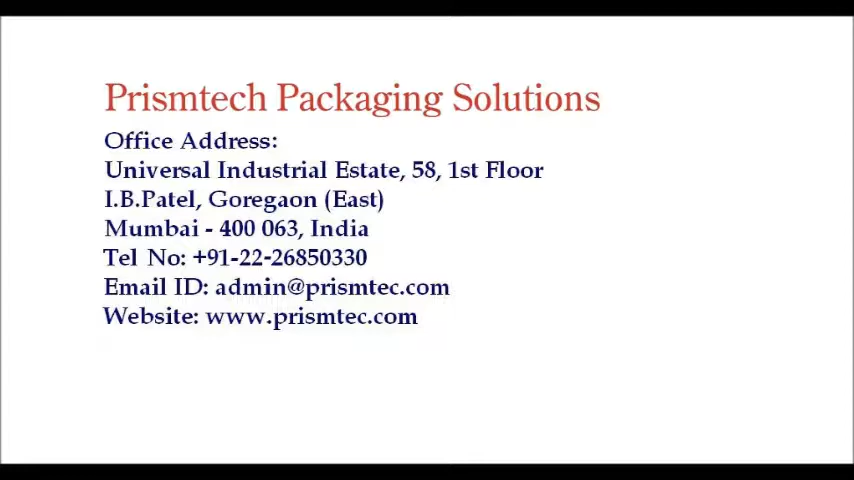 Prismtech Packaging Solutions
Office Address:
Universal Industrial Estate, 58, 1st Floor
I.B.Patel, Goregaon (East)
Mumbai - 400 063, India
Tel No: +91-22-26850330
Email ID: admin@prismtec.com
Website: www.prismtec.com